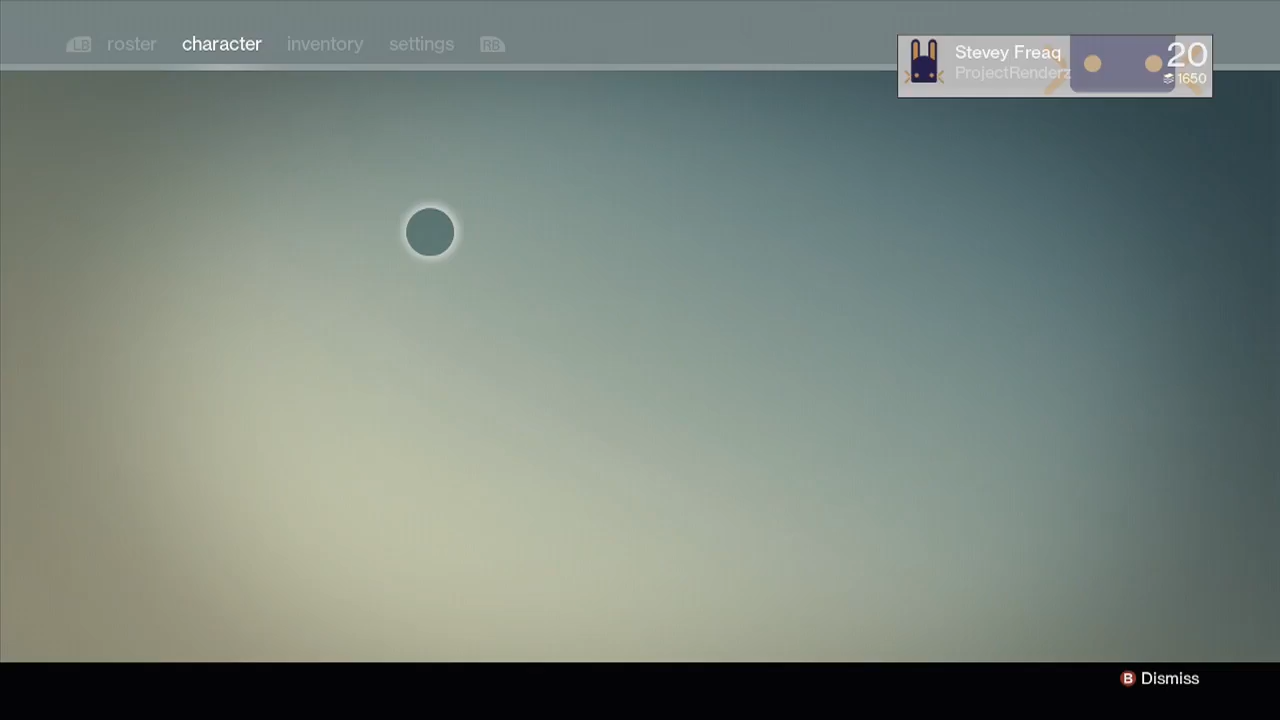 LB roster character inventory settings RB
Stevey Freaq 20
ProjectRenderz 1650
B Dismiss